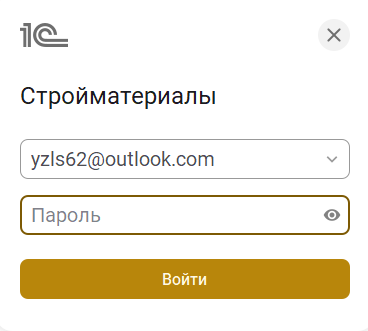 1С
Стройматериалы
yzls62@outlook.com
Пароль
Войти